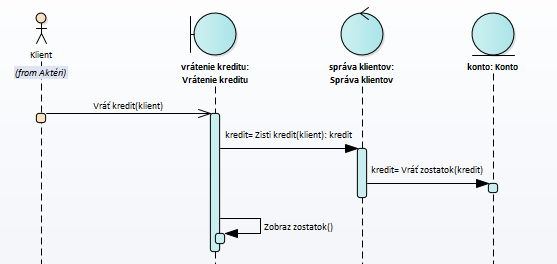 Klient
(from Aktéri)
vrátenie kreditu:
Vrátenie kreditu
správa klientov:
Správa klientov
konto: Konto
Vráť kredit(klient)
kredit= Zisti kredit(klient): kredit
kredit= Vráť zostatok(kredit)
Zobraz zostatok()